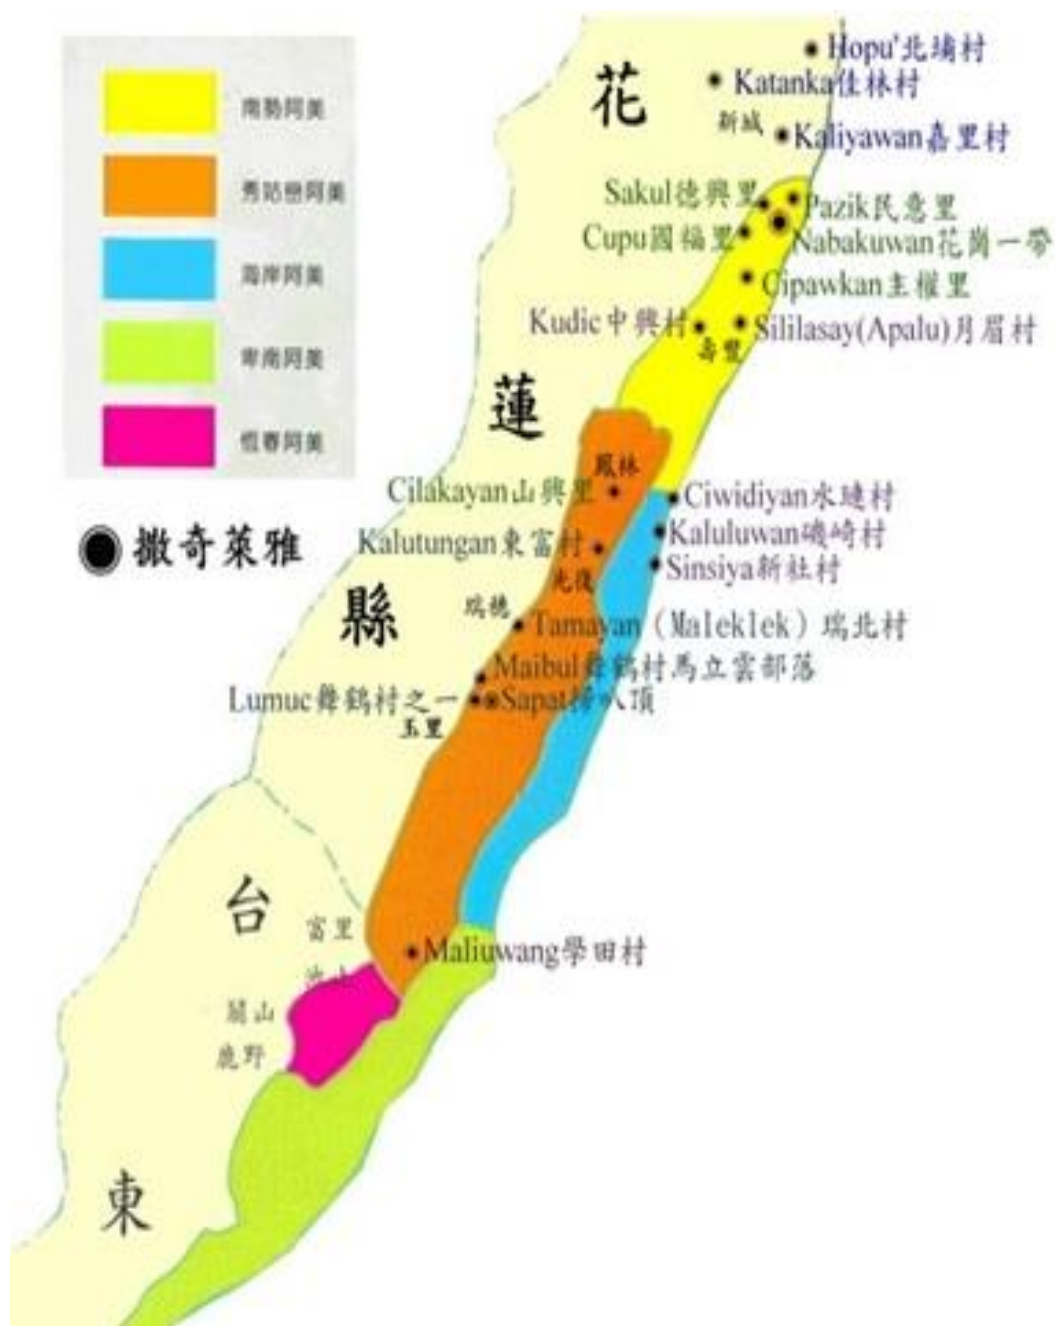 Hopu'北埔村
花
Katanka佳林村
南勢阿美
新城
Kaliyawan嘉里村
秀姑巒阿美
Sakul德興里
Pazik民意里
Cupu國福里
Nabakuwan花崗一帶
海岸阿美
Cipawkan主權里
Kudic中興村
Sililasay(Apalu)月眉村
壽豐
卑南阿美
蓮
恆春阿美
鳳林
Cilakayan山興里
Ciwidiyan水璉村
撒奇萊雅
Kaluluwan磯崎村
Kalutungan東富村
Sinsiya新社村
光復
縣
瑞穗
Tamayan（Maleklek）瑞北村
Maibul舞鶴村馬立雲部落
Lumuc舞鶴村之一
Sapat掃八頂
玉里
台
富里
Maliuwang學田村
關山
鹿野
東